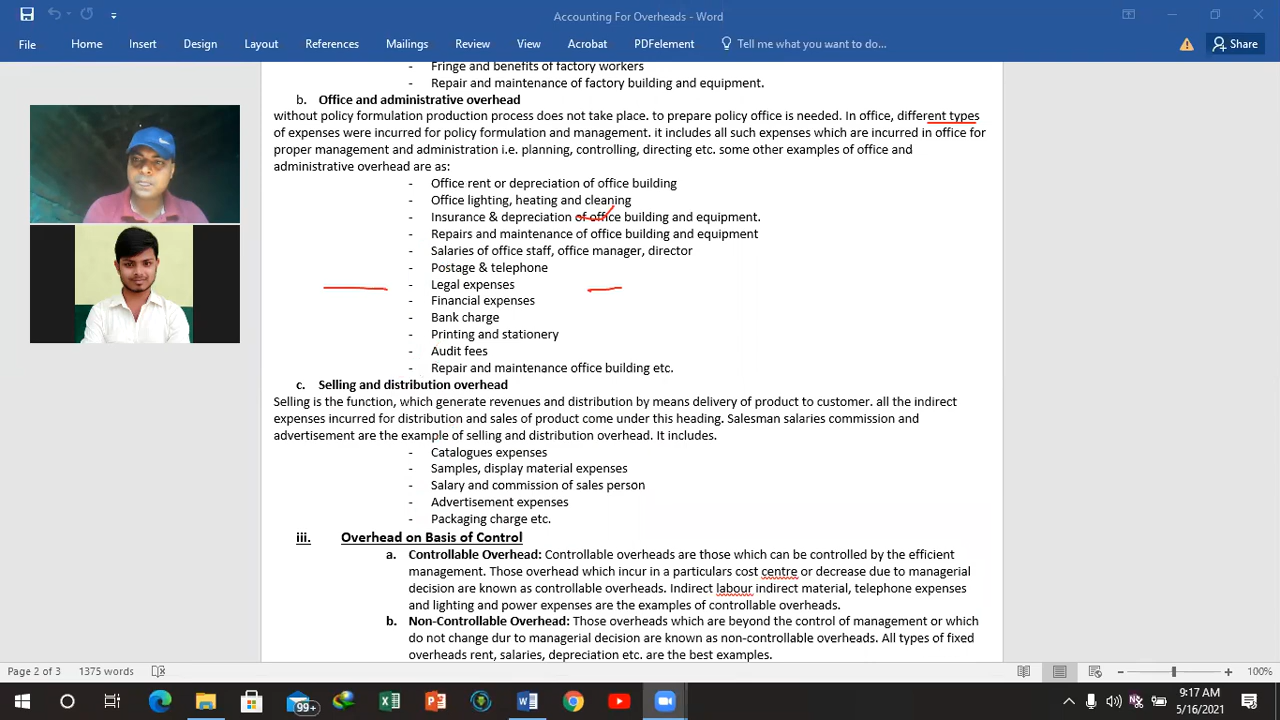 Accounting For Overheads - Word
File Home Insert Design Layout References Mailings Review View Acrobat PDFelement Tell me what you want to do... Share
- Fringe and benefits of factory workers
- Repair and maintenance of factory building and equipment.
b. Office and administrative overhead
without policy formulation production process does not take place. to prepare policy office is needed. In office, different types
of expenses were incurred for policy formulation and management. it includes all such expenses which are incurred in office for
proper management and administration i.e. planning, controlling, directing etc. some other examples of office and
administrative overhead are as:
- Office rent or depreciation of office building
- Office lighting, heating and cleaning
- Insurance & depreciation of office building and equipment.
- Repairs and maintenance of office building and equipment
- Salaries of office staff, office manager, director
- Postage & telephone
- Legal expenses
- Financial expenses
- Bank charge
- Printing and stationery
- Audit fees
- Repair and maintenance office building etc.
c. Selling and distribution overhead
Selling is the function, which generate revenues and distribution by means delivery of product to customer. all the indirect
expenses incurred for distribution and sales of product come under this heading. Salesman salaries commission and
advertisement are the example of selling and distribution overhead. It includes.
- Catalogues expenses
- Samples, display material expenses
- Salary and commission of sales person
- Advertisement expenses
- Packaging charge etc.
iii. Overhead on Basis of Control
a. Controllable Overhead: Controllable overheads are those which can be controlled by the efficient
management. Those overhead which incur in a particulars cost centre or decrease due to managerial
decision are known as controllable overheads. Indirect labour indirect material, telephone expenses
and lighting and power expenses are the examples of controllable overheads.
b. Non-Controllable Overhead: Those overheads which are beyond the control of management or which
do not change dur to managerial decision are known as non-controllable overheads. All types of fixed
overheads rent, salaries, depreciation etc. are the best examples.
Page 2 of 3 1375 words 100%
99+
9:17 AM
5/16/2021